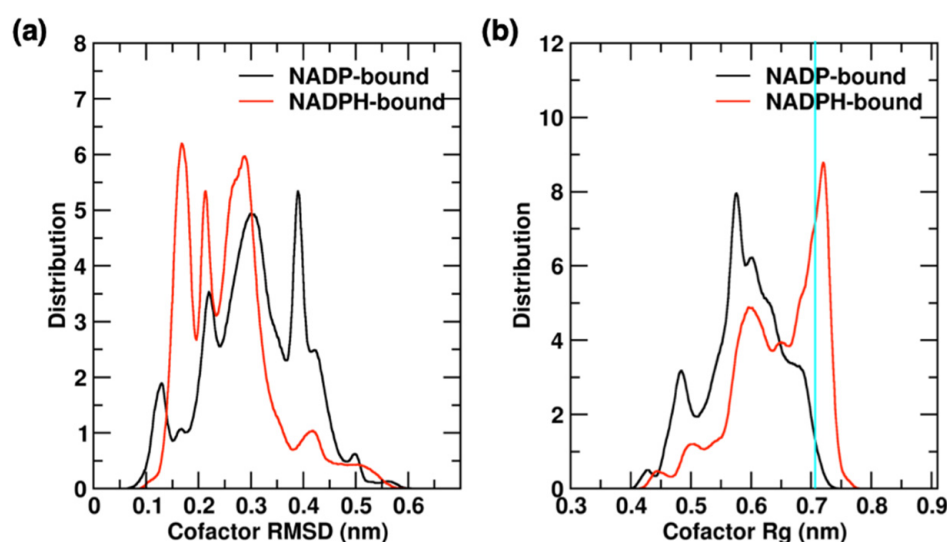 (a)
8
7
6
5
4
3
2
1
0
Distribution
NADP-bound
NADPH-bound
0 0.1 0.2 0.3 0.4 0.5 0.6
Cofactor RMSD (nm)
(b)
12
10
8
6
4
2
0
Distribution
NADP-bound
NADPH-bound
0.3 0.4 0.5 0.6 0.7 0.8 0.9
Cofactor Rg (nm)